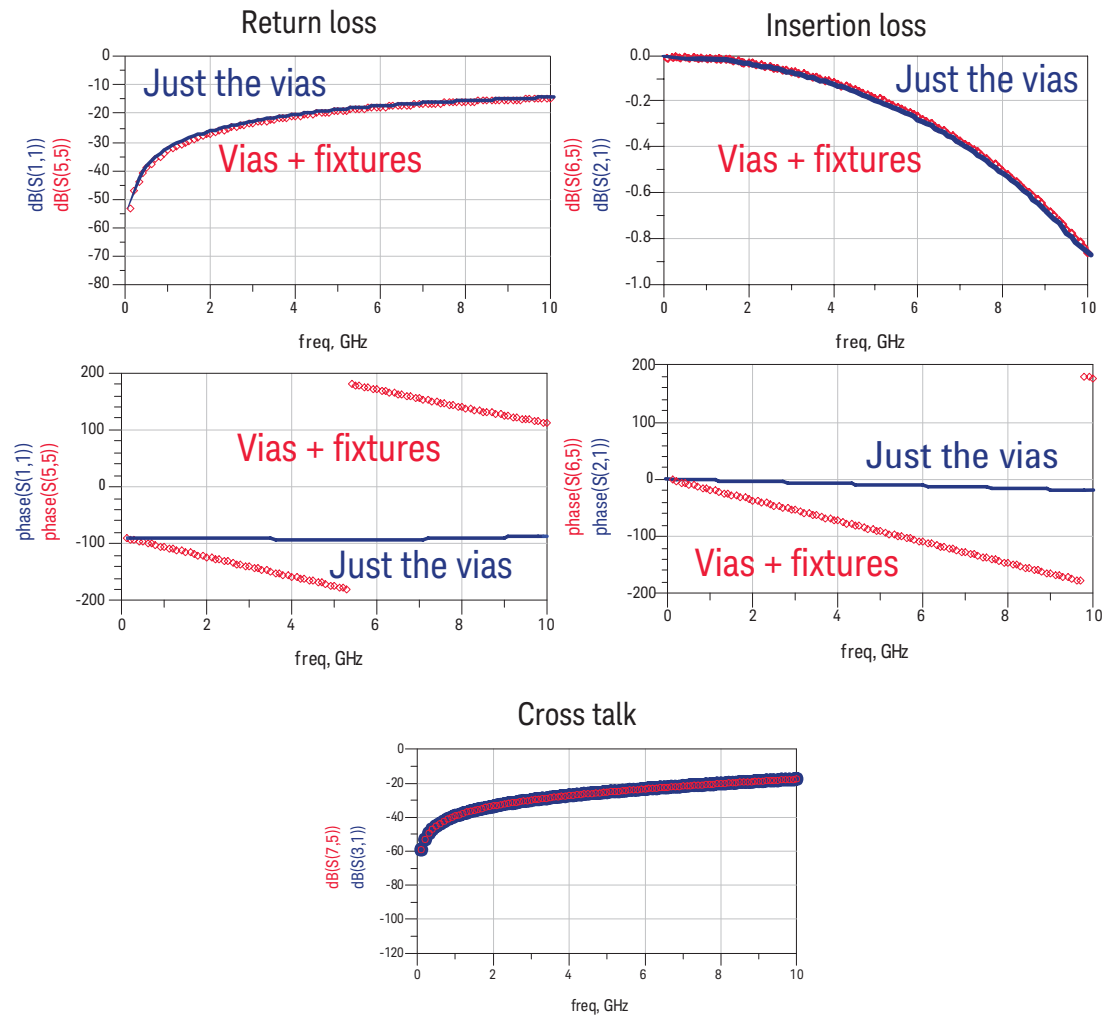 Return loss
0
-10
-20
-30
-40
-50
-60
-70
-80
dB(S(1,1))
dB(S(5,5))
Just the vias
Vias + fixtures
0 2 4 6 8 10
freq, GHz
Insertion loss
0.0
-0.2
-0.4
-0.6
-0.8
-1.0
dB(S(6,5))
dB(S(2,1))
Just the vias
Vias + fixtures
0 2 4 6 8 10
freq, GHz
200
100
0
-100
-200
phase(S(1,1))
phase(S(5,5))
Vias + fixtures
Just the vias
0 2 4 6 8 10
freq, GHz
200
100
0
-100
-200
phase(S(6,5))
phase(S(2,1))
Just the vias
Vias + fixtures
0 2 4 6 8 10
freq, GHz
Cross talk
0
-20
-40
-60
-80
-100
-120
dB(S(7,5))
dB(S(3,1))
0 2 4 6 8 10
freq, GHz